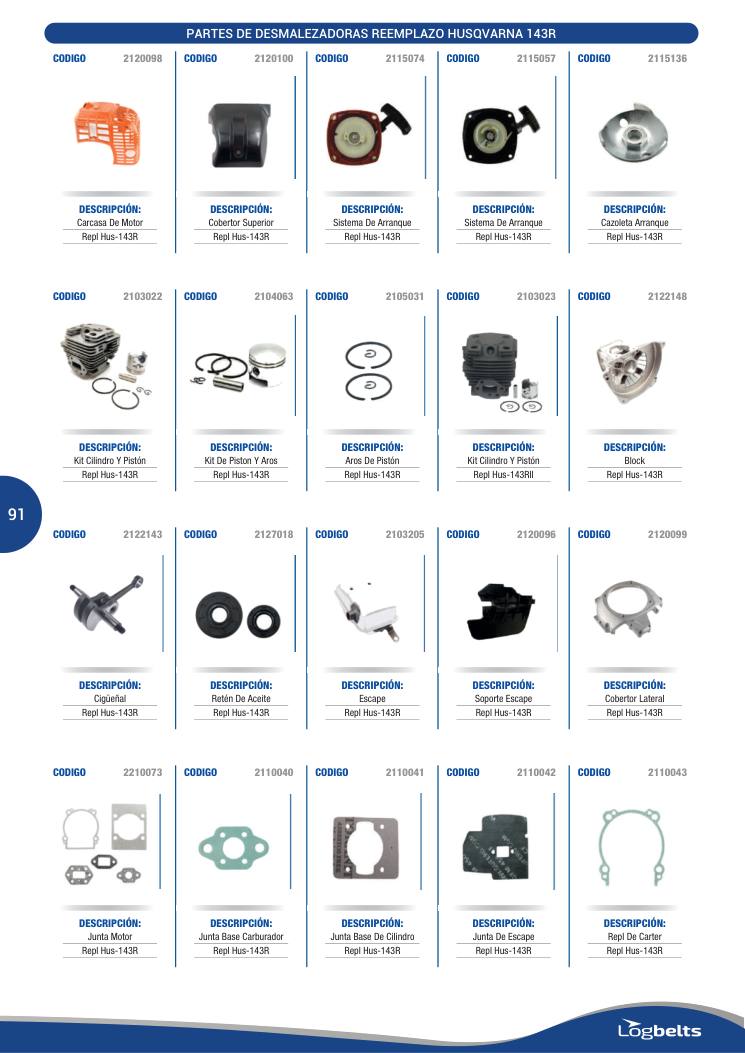 PARTES DE DESMALEZADORAS REEMPLAZO HUSQVARNA 143R
CODIGO 2120098
DESCRIPCIÓN:
Carcasa De Motor
Repl Hus-143R
CODIGO 2120100
DESCRIPCIÓN:
Cobertor Superior
Repl Hus-143R
CODIGO 2115074
DESCRIPCIÓN:
Sistema De Arranque
Repl Hus-143R
CODIGO 2115057
DESCRIPCIÓN:
Sistema De Arranque
Repl Hus-143R
CODIGO 2115136
DESCRIPCIÓN:
Cazoleta Arranque
Repl Hus-143R
CODIGO 2103022
DESCRIPCIÓN:
Kit Cilindro Y Pistón
Repl Hus-143R
CODIGO 2104063
DESCRIPCIÓN:
Kit De Piston Y Aros
Repl Hus-143R
CODIGO 2105031
DESCRIPCIÓN:
Aros De Pistón
Repl Hus-143R
CODIGO 2103023
DESCRIPCIÓN:
Kit Cilindro Y Pistón
Repl Hus-143RII
CODIGO 2122148
DESCRIPCIÓN:
Block
Repl Hus-143R
91
CODIGO 2122143
DESCRIPCIÓN:
Cigüeñal
Repl Hus-143R
CODIGO 2127018
DESCRIPCIÓN:
Retén De Aceite
Repl Hus-143R
CODIGO 2103205
DESCRIPCIÓN:
Escape
Repl Hus-143R
CODIGO 2120096
DESCRIPCIÓN:
Soporte Escape
Repl Hus-143R
CODIGO 2120099
DESCRIPCIÓN:
Cobertor Lateral
Repl Hus-143R
CODIGO 2210073
DESCRIPCIÓN:
Junta Motor
Repl Hus-143R
CODIGO 2110040
DESCRIPCIÓN:
Junta Base Carburador
Repl Hus-143R
CODIGO 2110041
DESCRIPCIÓN:
Junta Base De Cilindro
Repl Hus-143R
CODIGO 2110042
DESCRIPCIÓN:
Junta De Escape
Repl Hus-143R
CODIGO 2110043
DESCRIPCIÓN:
Repl De Carter
Repl Hus-143R
Logbelts